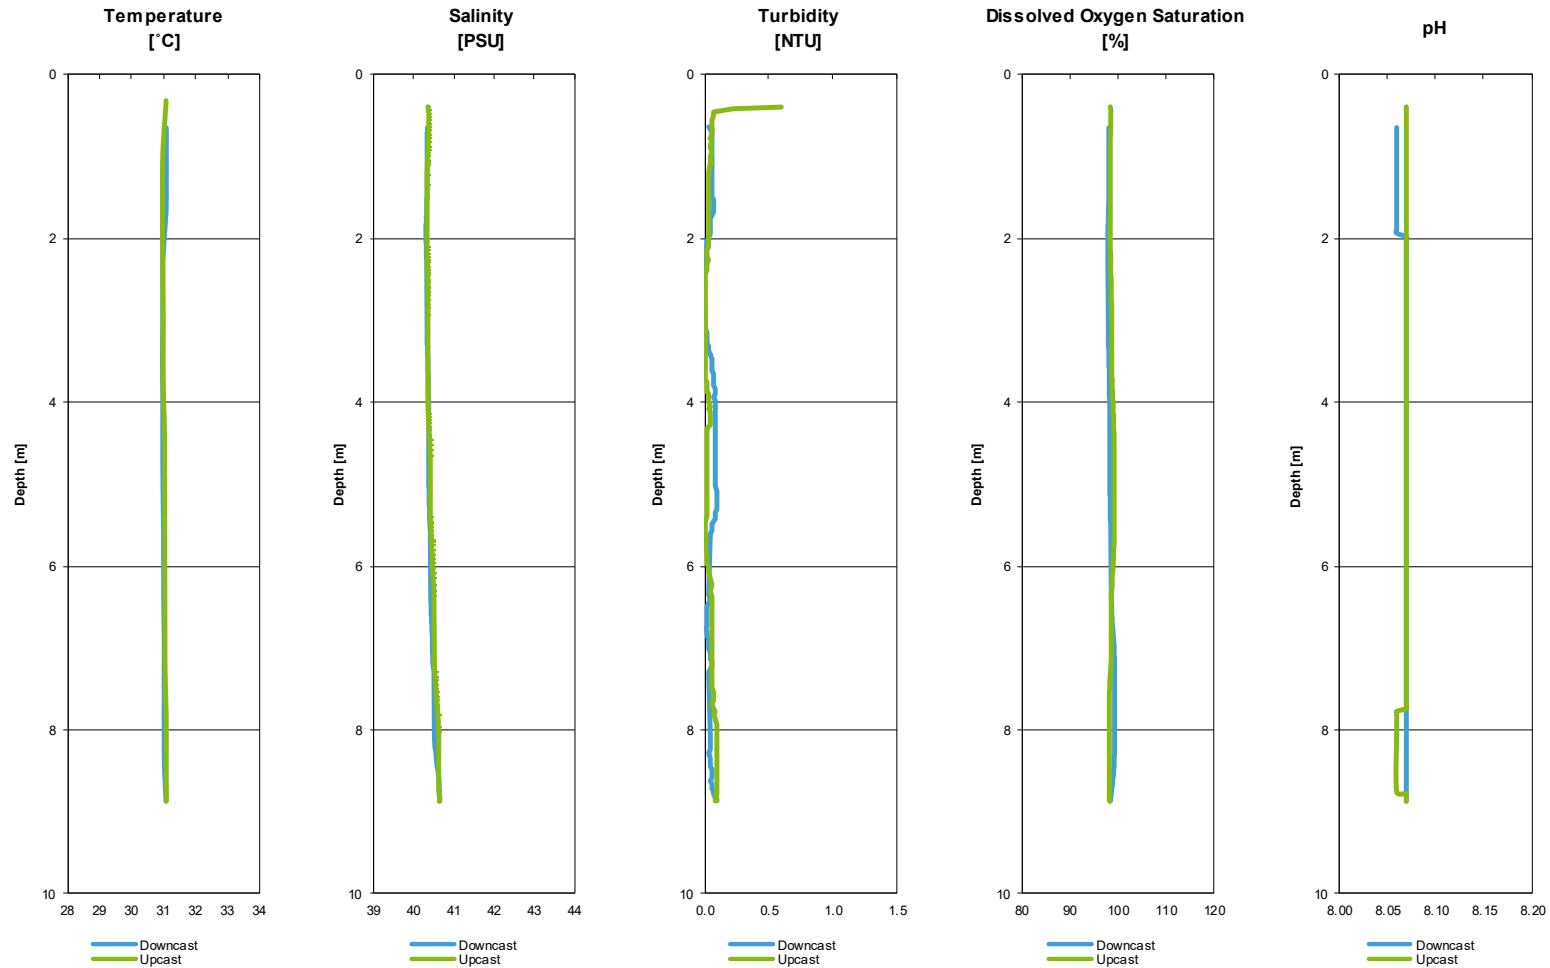 Temperature
[˚C]
0
2
4
6
8
10
Depth [m]
28 29 30 31 32 33 34
Downcast
Upcast
Salinity
[PSU]
0
2
4
6
8
10
Depth [m]
39 40 41 42 43 44
Downcast
Upcast
Turbidity
[NTU]
0
2
4
6
8
10
Depth [m]
0.0 0.5 1.0 1.5
Downcast
Upcast
Dissolved Oxygen Saturation
[%]
0
2
4
6
8
10
Depth [m]
80 90 100 110 120
Downcast
Upcast
pH
0
2
4
6
8
10
Depth [m]
8.00 8.05 8.10 8.15 8.20
Downcast
Upcast